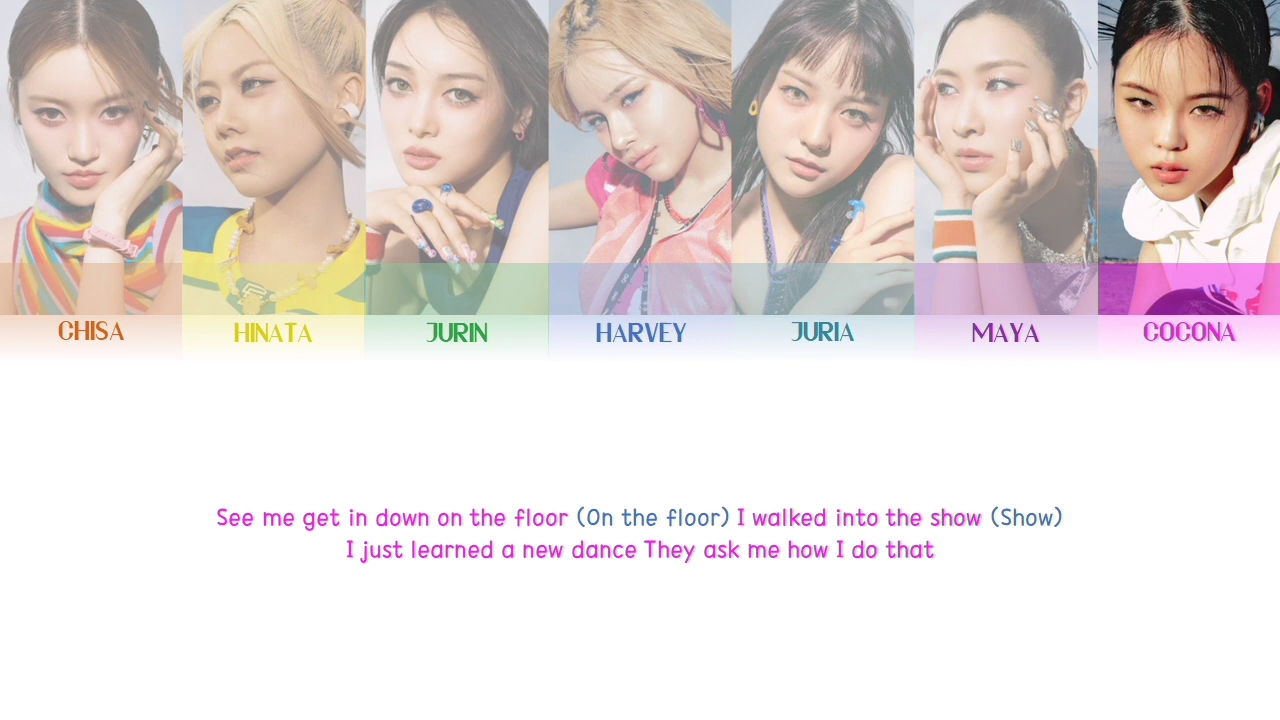 CHISA HINATA JURIN HARVEY JURIA MAYA COCONA
See me get in down on the floor (On the floor) I walked into the show (Show)
I just learned a new dance They ask me how I do that